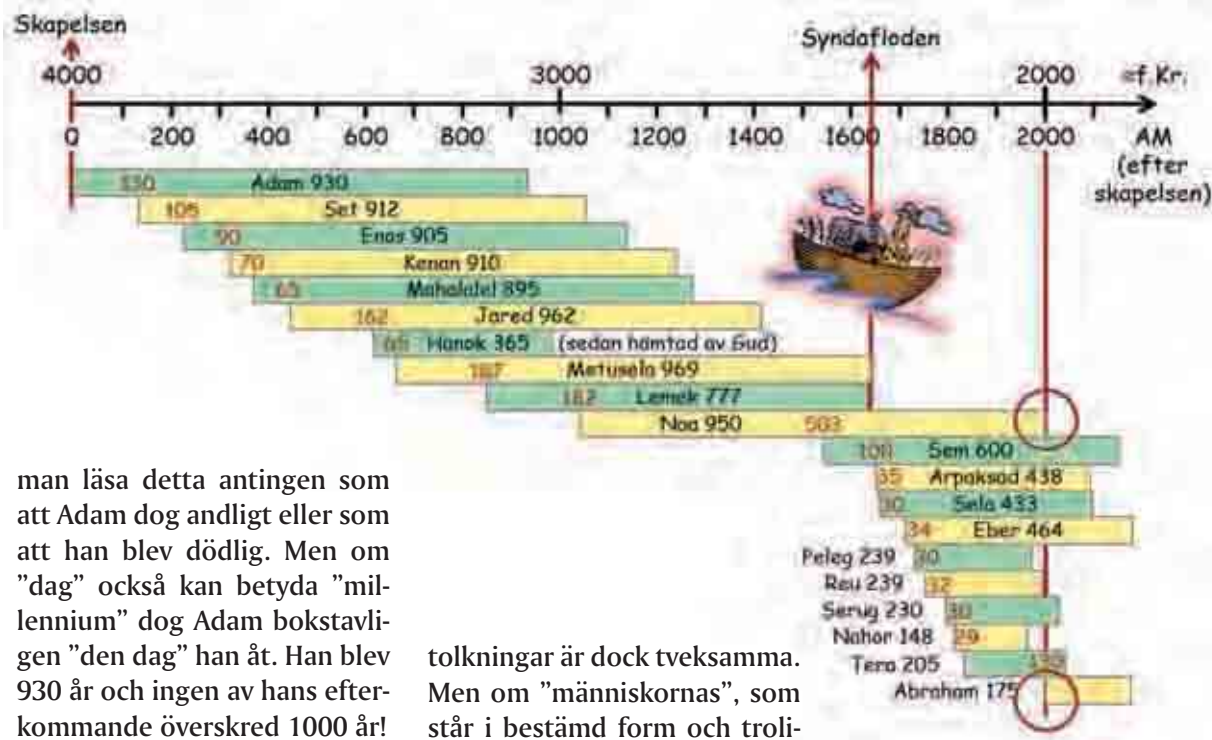 Skapelsen
Syndafloden
4000 3000 2000 ≈f.Kr.
0 200 400 600 800 1000 1200 1400 1600 1800 2000 AM
(efter
skapelsen)
130 Adam 930
105 Set 912
90 Enos 905
70 Kenan 910
65 Mahalalel 895
162 Jared 962
65 Hanok 365 (sedan hämtad av Gud)
187 Metusela 969
182 Lemek 777
Noa 950 503
100 Sem 600
35 Arpaksad 438
30 Sela 433
34 Eber 464
Peleg 239 30
Reu 239 32
Serug 230 30
Nahor 148 29
Tera 205
Abraham 175
man läsa detta antingen som
att Adam dog andligt eller som
att han blev dödlig. Men om
”dag” också kan betyda ”mil-
lennium” dog Adam bokstavli-
gen ”den dag” han åt. Han blev
930 år och ingen av hans efter-
kommande överskred 1000 år!
tolkningar är dock tveksamma.
Men om ”människornas”, som
står i bestämd form och troli-